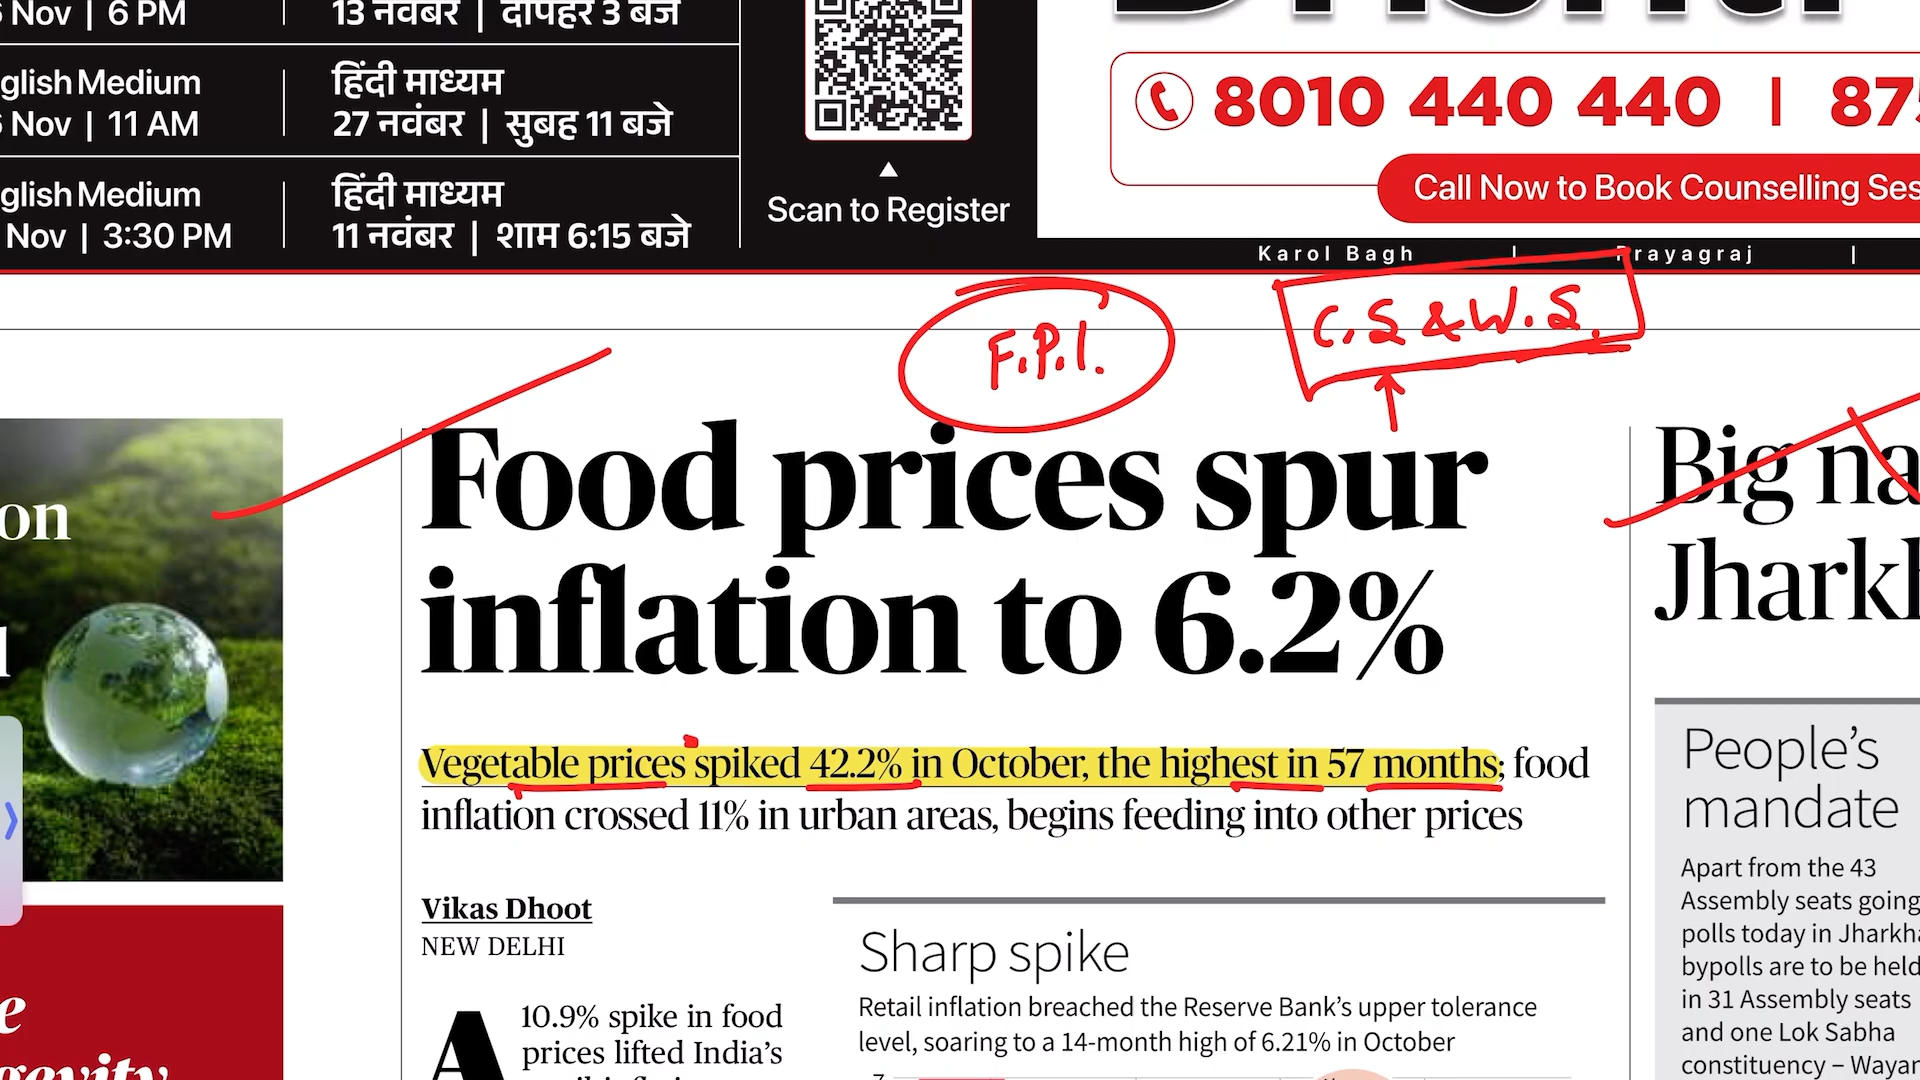 Nov | 6 PM
13 नवंबर | दोपहर 3 बजे
glish Medium
हिंदी माध्यम
Nov | 11 AM
27 नवंबर | सुबह 11 बजे
glish Medium
हिंदी माध्यम
Nov | 3:30 PM
11 नवंबर | शाम 6:15 बजे
Scan to Register
8010 440 440 | 87
Call Now to Book Counselling Ses
Karol Bagh | Prayagraj |
F.P.I.
C.S & W.S.
on
Food prices spur
inflation to 6.2%
Vegetable prices spiked 42.2% in October, the highest in 57 months; food
inflation crossed 11% in urban areas, begins feeding into other prices
Vikas Dhoot
NEW DELHI
A 10.9% spike in food
prices lifted India’s
Sharp spike
Retail inflation breached the Reserve Bank’s upper tolerance
level, soaring to a 14-month high of 6.21% in October
7
Big na
Jharkh
People’s
mandate
Apart from the 43
Assembly seats going
polls today in Jharkha
bypolls are to be held
in 31 Assembly seats
and one Lok Sabha
constituency – Wayan